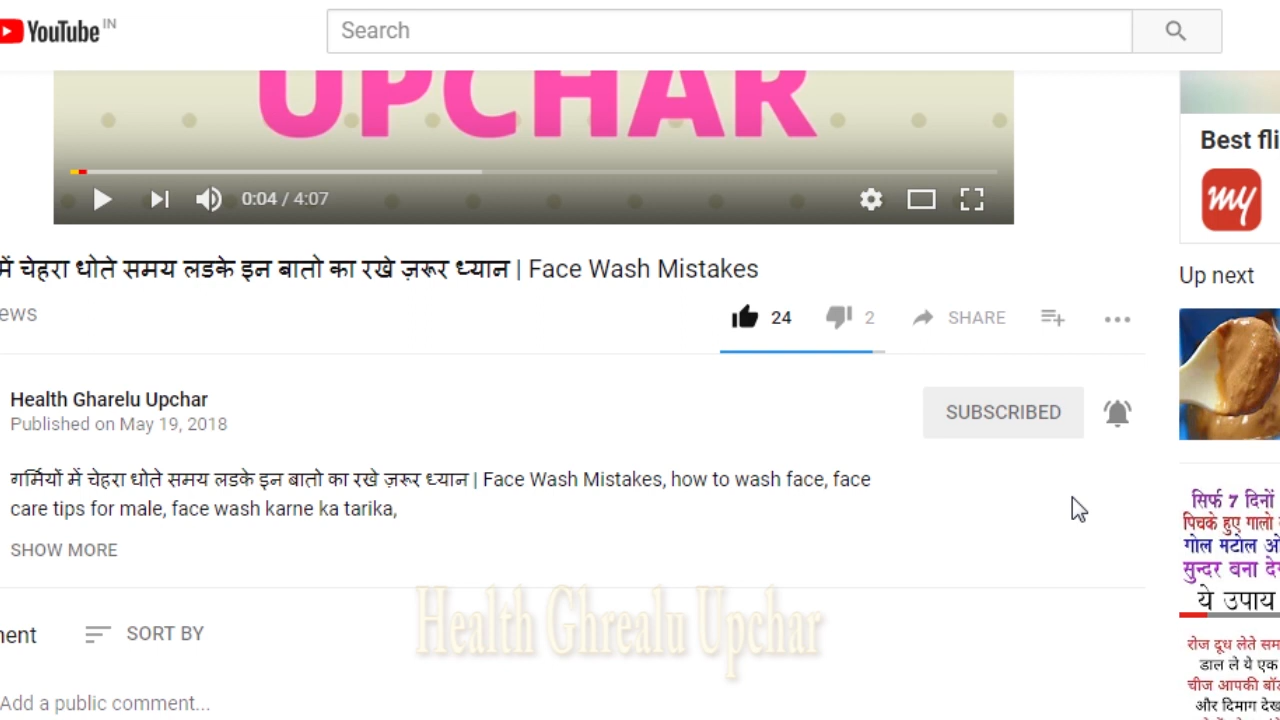 YouTube IN
Search
UPCHAR
0:04 / 4:07
Best fli
my
में चेहरा धोते समय लडके इन बातो का रखे ज़रूर ध्यान | Face Wash Mistakes
Up next
ews
24
2
SHARE
Health Gharelu Upchar
Published on May 19, 2018
SUBSCRIBED
गर्मियों में चेहरा धोते समय लडके इन बातो का रखे ज़रूर ध्यान | Face Wash Mistakes, how to wash face, face
care tips for male, face wash karne ka tarika,
SHOW MORE
सिर्फ 7 दिनों
पिचके हुए गालो
गोल मटोल ओ
सुन्दर बना दे
ये उपाय
Health Ghrealu Upchar
nent
SORT BY
रोज दूध लेते सम
डाल ले ये एक
चीज आपकी बॉ
और दिमाग देख
Add a public comment...